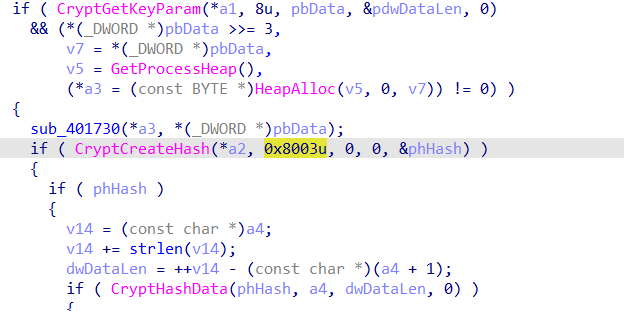 if ( CryptGetKeyParam(*a1, 8u, pbData, &pdwDataLen, 0)
&& (*(_DWORD *)pbData >>= 3,
v7 = *(_DWORD *)pbData,
v5 = GetProcessHeap(),
(*a3 = (const BYTE *)HeapAlloc(v5, 0, v7)) != 0) )
{
sub_401730(*a3, *(_DWORD *)pbData);
if ( CryptCreateHash(*a2, 0x8003u, 0, 0, &phHash) )
{
if ( phHash )
{
v14 = (const char *)a4;
v14 += strlen(v14);
dwDataLen = ++v14 - (const char *)(a4 + 1);
if ( CryptHashData(phHash, a4, dwDataLen, 0) )
{